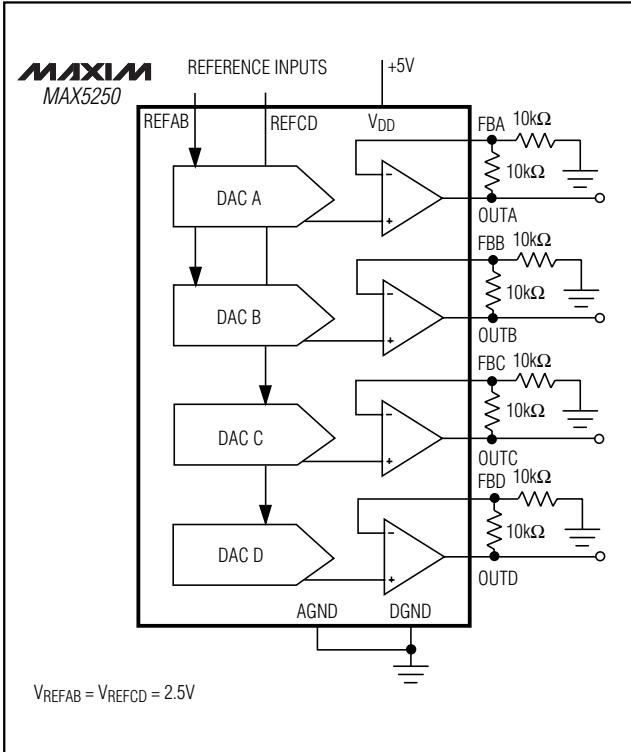 MAXIM
MAX5250
REFERENCE INPUTS
+5V
REFAB
REFCD
VDD
FBA
10kΩ
10kΩ
DAC A
-
+
OUTA
FBB
10kΩ
10kΩ
DAC B
-
+
OUTB
FBC
10kΩ
10kΩ
DAC C
-
+
OUTC
FBD
10kΩ
10kΩ
DAC D
-
+
OUTD
AGND
DGND
VREFAB = VREFCD = 2.5V